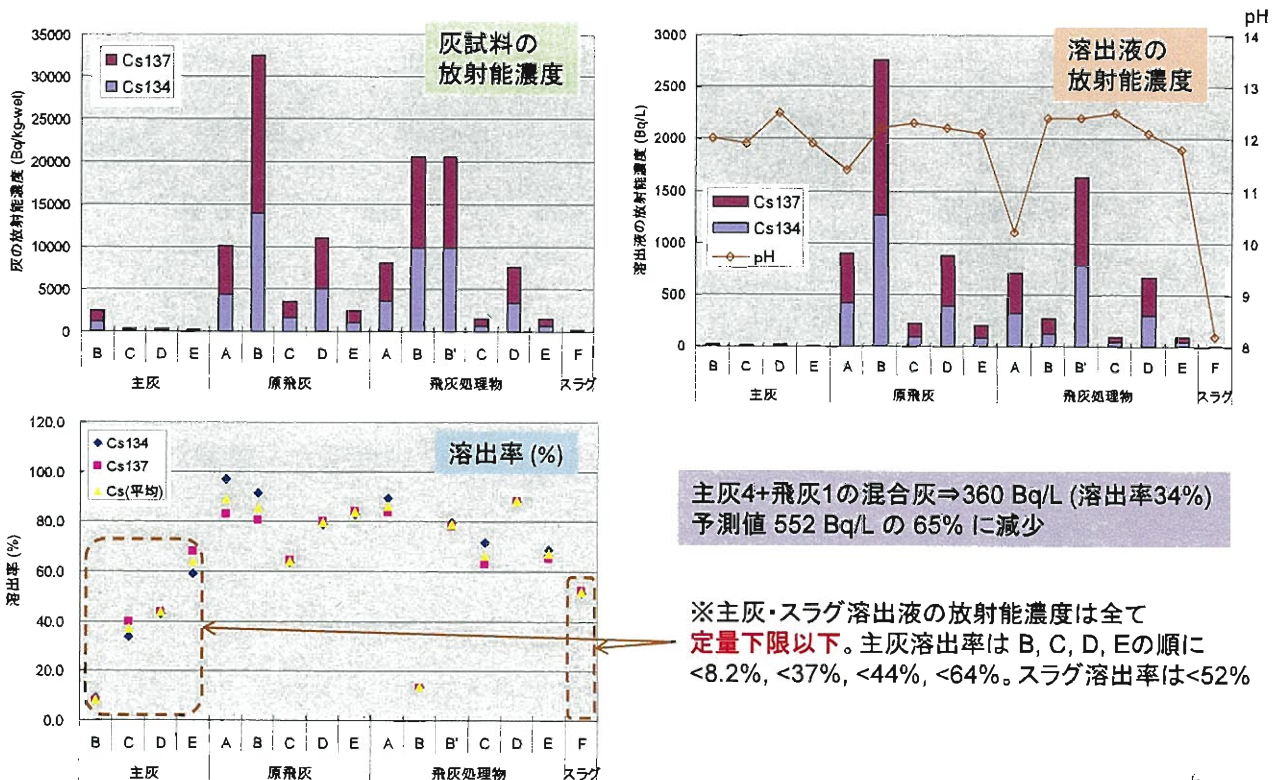 灰試料の
放射能濃度
Cs137
Cs134
灰の放射能濃度 (Bq/kg-wet)
35000
30000
25000
20000
15000
10000
5000
0
B C D E A B C D E A B B' C D E F
主灰 原飛灰 飛灰処理物 スラグ
溶出液の
放射能濃度
pH
Cs137
Cs134
pH
溶出液の放射能濃度 (Bq/L)
3000
2500
2000
1500
1000
500
0
14
13
12
11
10
9
8
B C D E A B C D E A B B' C D E F
主灰 原飛灰 飛灰処理物 スラグ
溶出率 (%)
Cs134
Cs137
Cs(平均)
溶出率 (%)
120.0
100.0
80.0
60.0
40.0
20.0
0.0
B C D E A B C D E A B B' C D E F
主灰 原飛灰 飛灰処理物 スラグ
主灰4+飛灰1の混合灰⇒360 Bq/L (溶出率34%)
予測値 552 Bq/L の 65% に減少
※主灰・スラグ溶出液の放射能濃度は全て
定量下限以下。主灰溶出率は B, C, D, Eの順に
<8.2%, <37%, <44%, <64%。スラグ溶出率は<52%